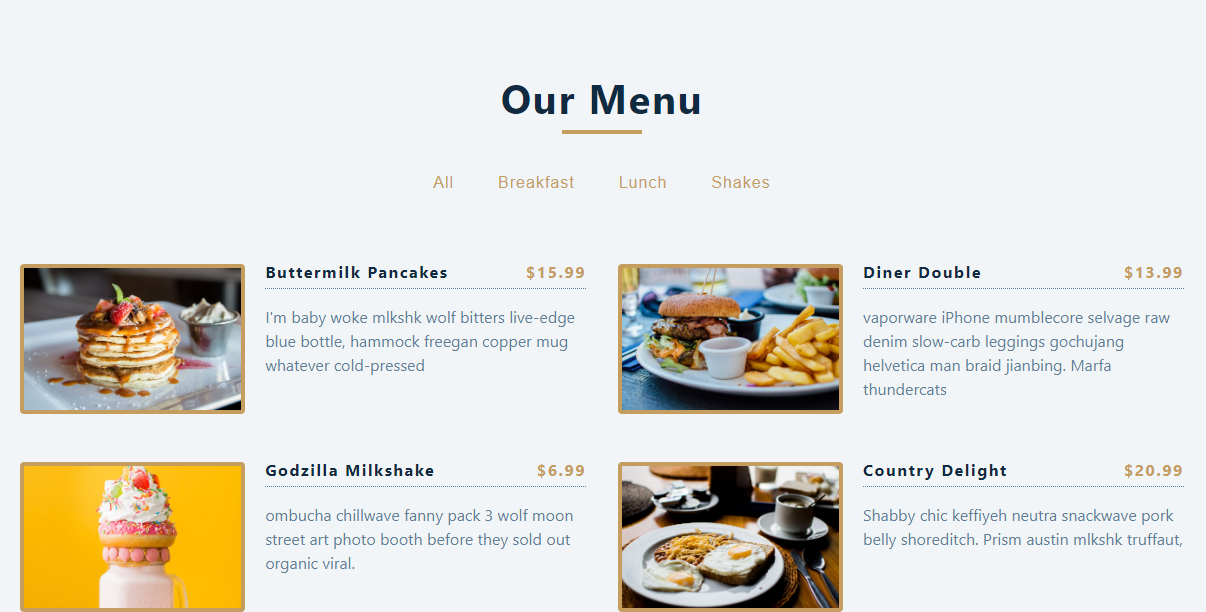 Our Menu
All Breakfast Lunch Shakes
Buttermilk Pancakes $15.99
I'm baby woke mlkshk wolf bitters live-edge
blue bottle, hammock freegan copper mug
whatever cold-pressed
Diner Double $13.99
vaporware iPhone mumblecore selvage raw
denim slow-carb leggings gochujang
helvetica man braid jianbing. Marfa
thundercats
Godzilla Milkshake $6.99
ombucha chillwave fanny pack 3 wolf moon
street art photo booth before they sold out
organic viral.
Country Delight $20.99
Shabby chic keffiyeh neutra snackwave pork
belly shoreditch. Prism austin mlkshk truffaut,